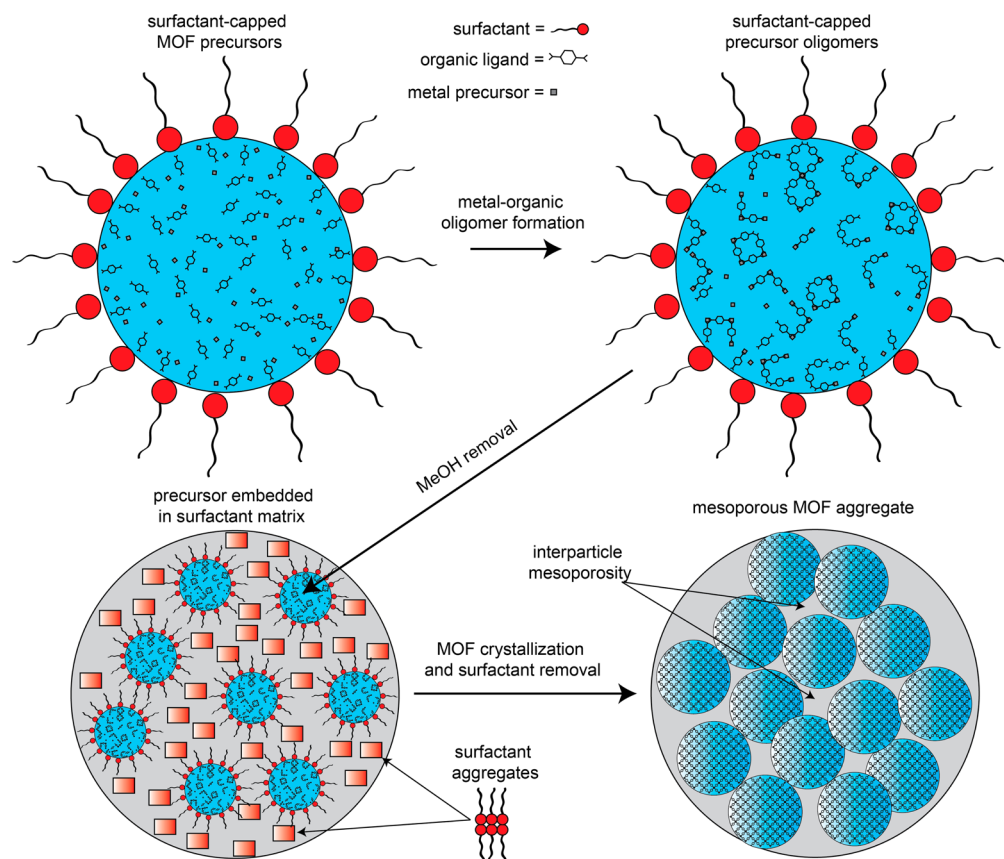 surfactant-capped
MOF precursors
surfactant =
organic ligand =
metal precursor =
surfactant-capped
precursor oligomers
metal-organic
oligomer formation
MeOH removal
precursor embedded
in surfactant matrix
mesoporous MOF aggregate
interparticle
mesoporosity
MOF crystallization
and surfactant removal
surfactant
aggregates